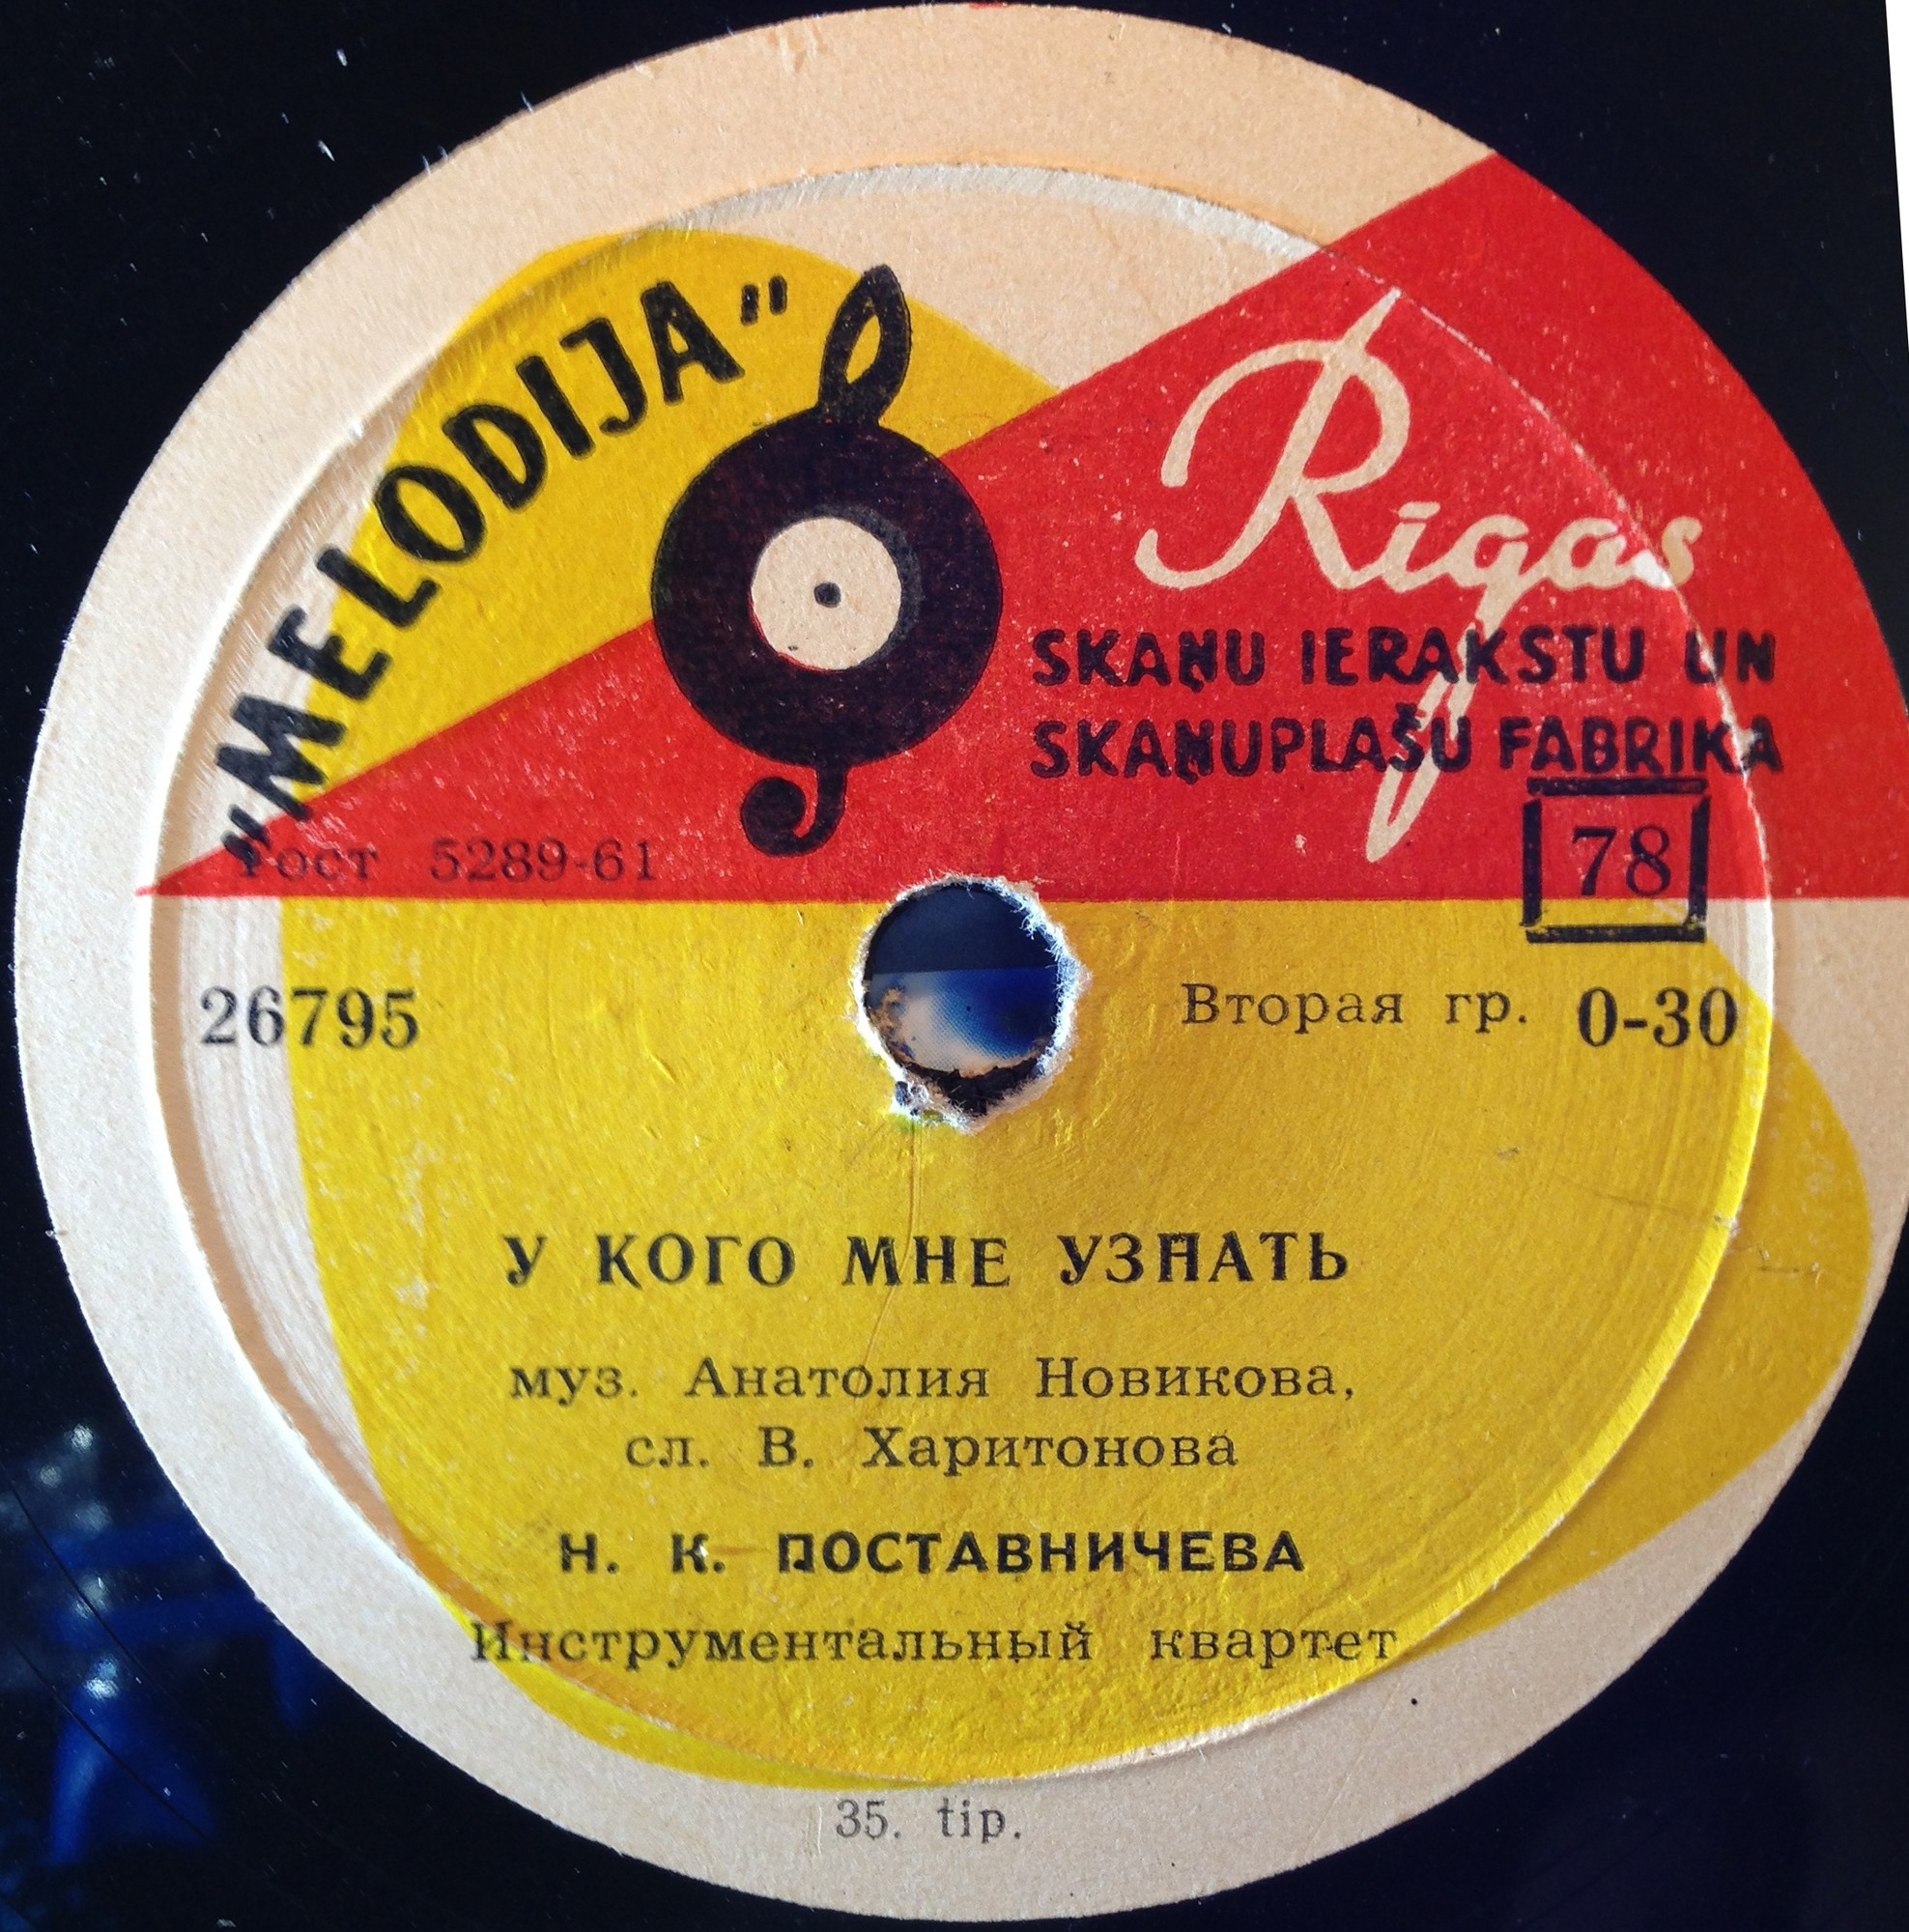 „MELODIJA"
Rigas
SKAŅU IERAKSTU UN
SKAŅUPLAŠU FABRIKA
Гост 5289-61
78
26795
Вторая гр. 0-30
У КОГО МНЕ УЗНАТЬ
муз. Анатолия Новикова,
сл. В. Харитонова
Н. К. ПОСТАВНИЧЕВА
Инструментальный квартет
35. tip.